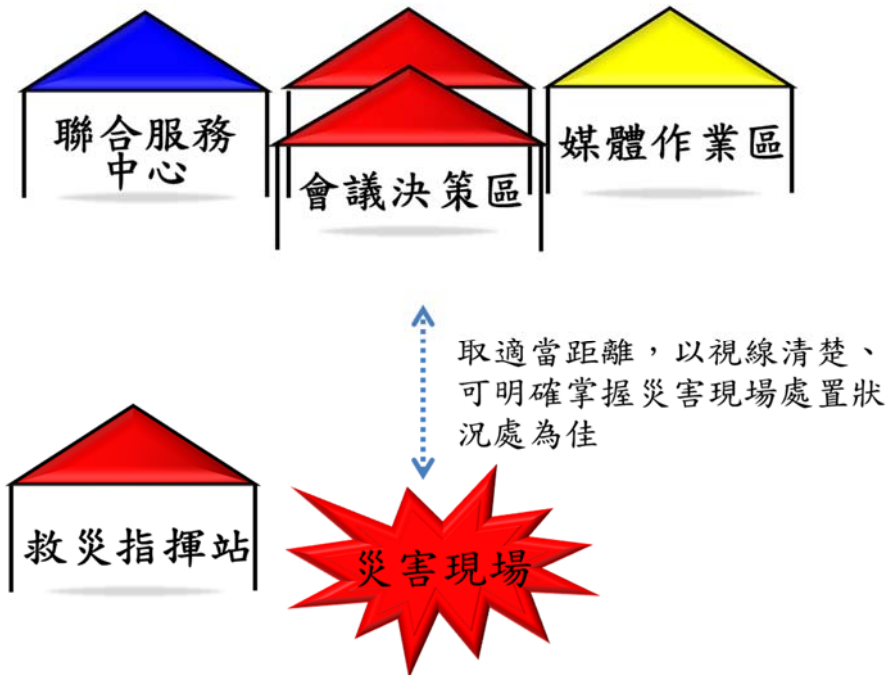 聯合服務
中心
會議決策區
媒體作業區
取適當距離，以視線清楚、
可明確掌握災害現場處置狀
況處為佳
救災指揮站
災害現場